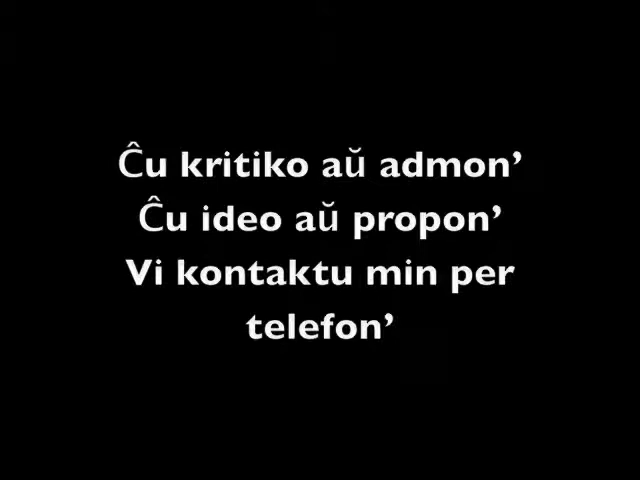 Ĉu kritiko aŭ admon’
Ĉu ideo aŭ propon’
Vi kontaktu min per
telefon’